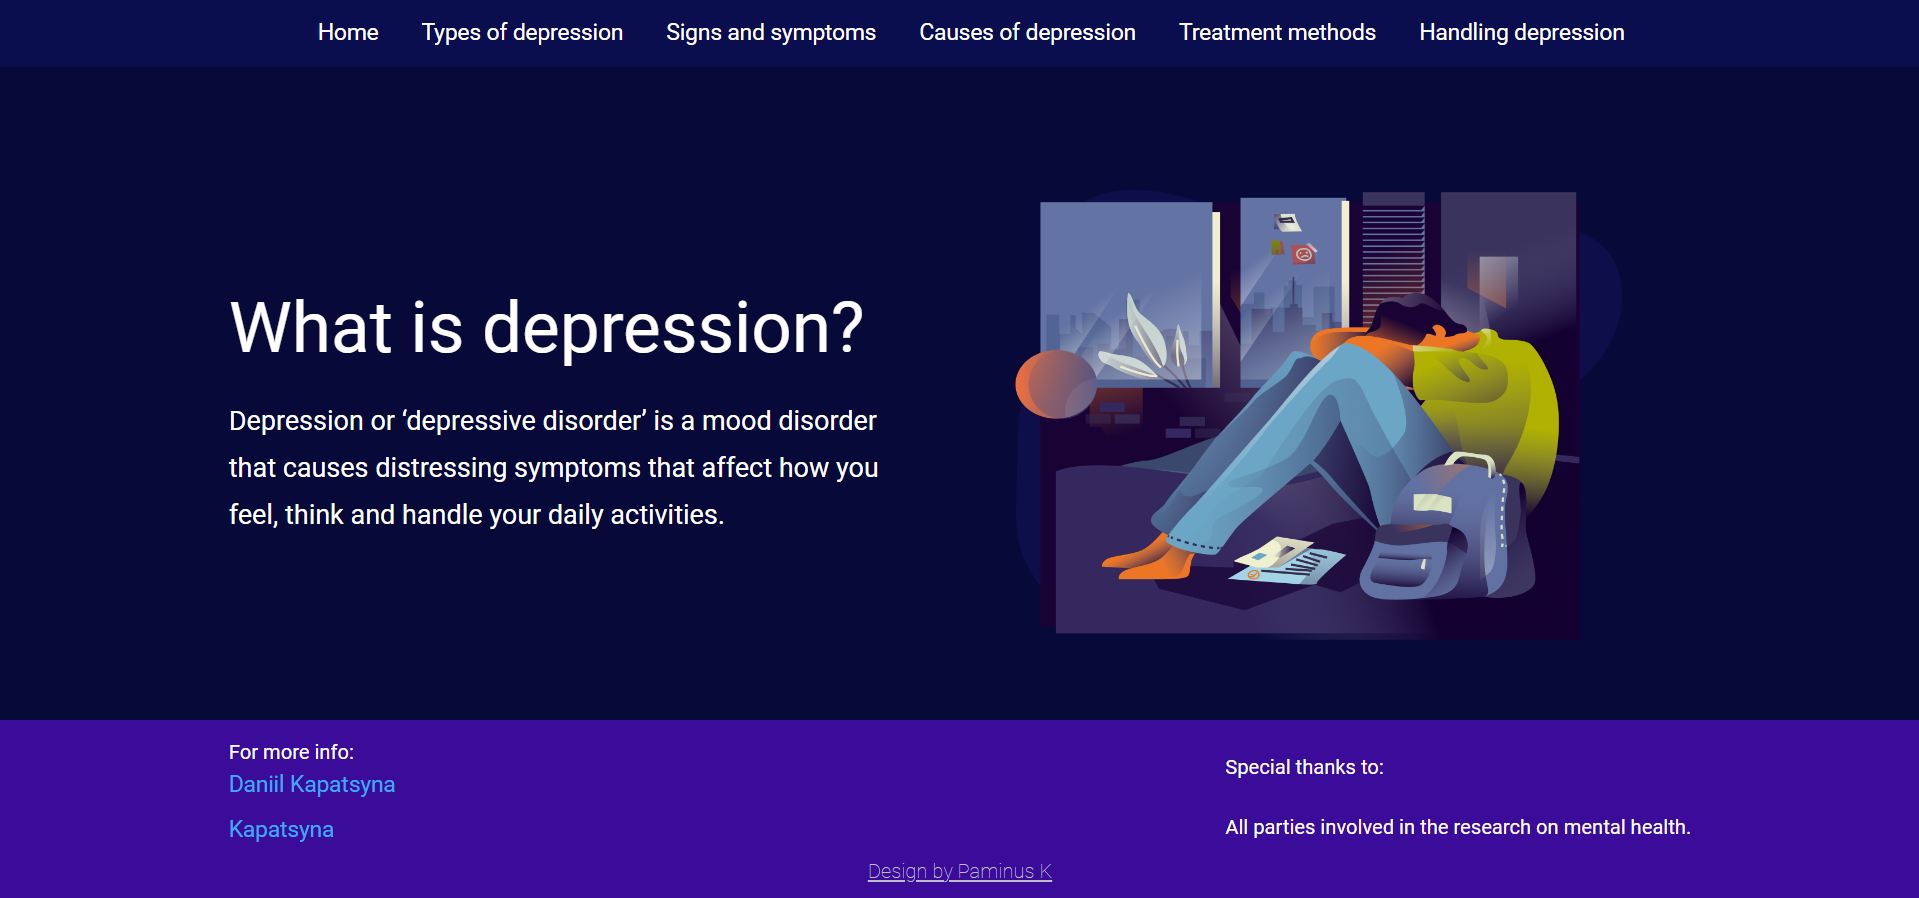 Home Types of depression Signs and symptoms Causes of depression Treatment methods Handling depression
What is depression?
Depression or ‘depressive disorder’ is a mood disorder
that causes distressing symptoms that affect how you
feel, think and handle your daily activities.
For more info:
Daniil Kapatsyna
Kapatsyna
Special thanks to:
All parties involved in the research on mental health.
Design by Paminus K